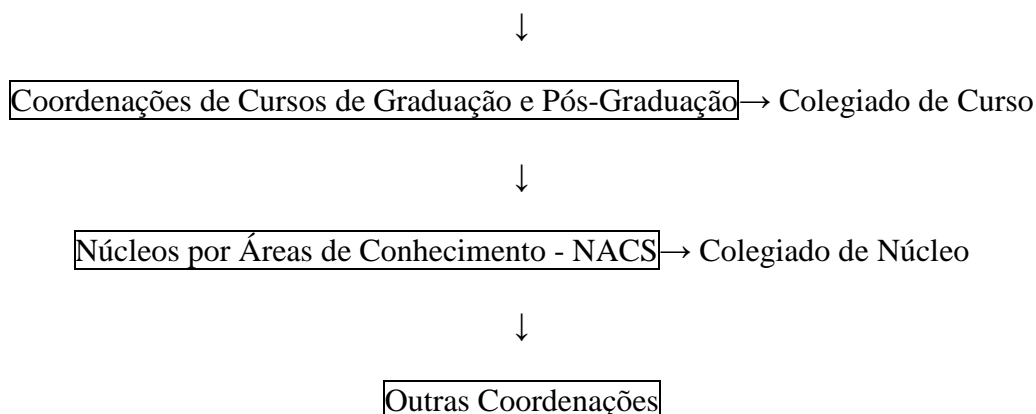 ↓
Coordenações de Cursos de Graduação e Pós-Graduação→ Colegiado de Curso
↓
Núcleos por Áreas de Conhecimento - NACS→ Colegiado de Núcleo
↓
Outras Coordenações